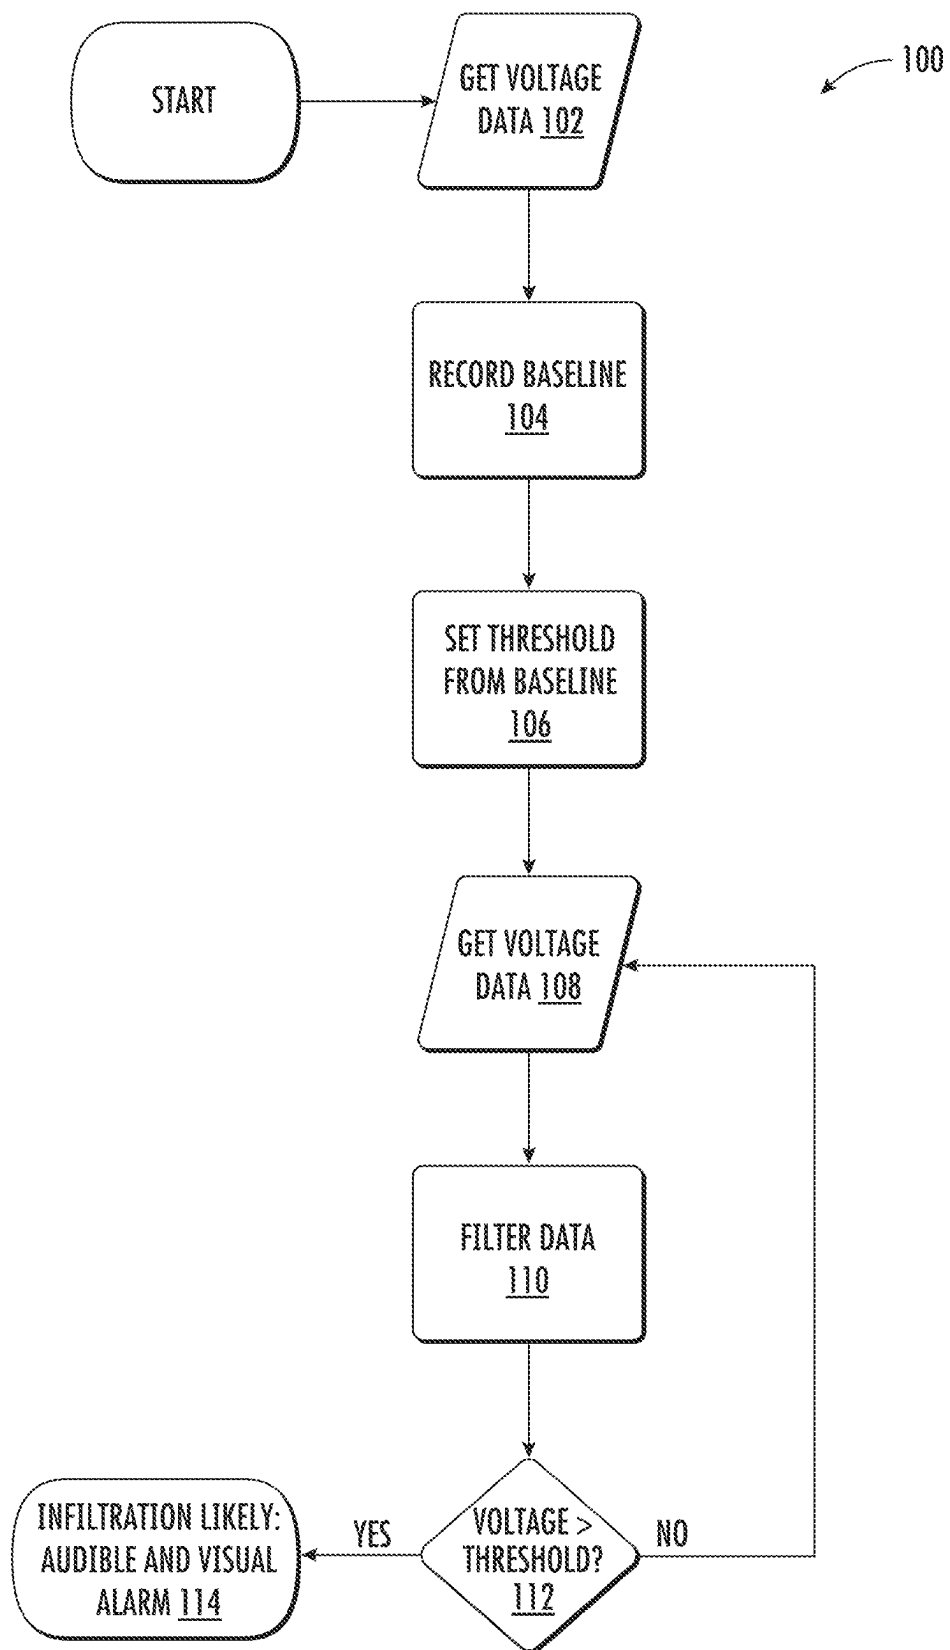 START
GET VOLTAGE
DATA 102
100
RECORD BASELINE
104
SET THRESHOLD
FROM BASELINE
106
GET VOLTAGE
DATA 108
FILTER DATA
110
VOLTAGE >
THRESHOLD?
112
YES
NO
INFILTRATION LIKELY:
AUDIBLE AND VISUAL
ALARM 114